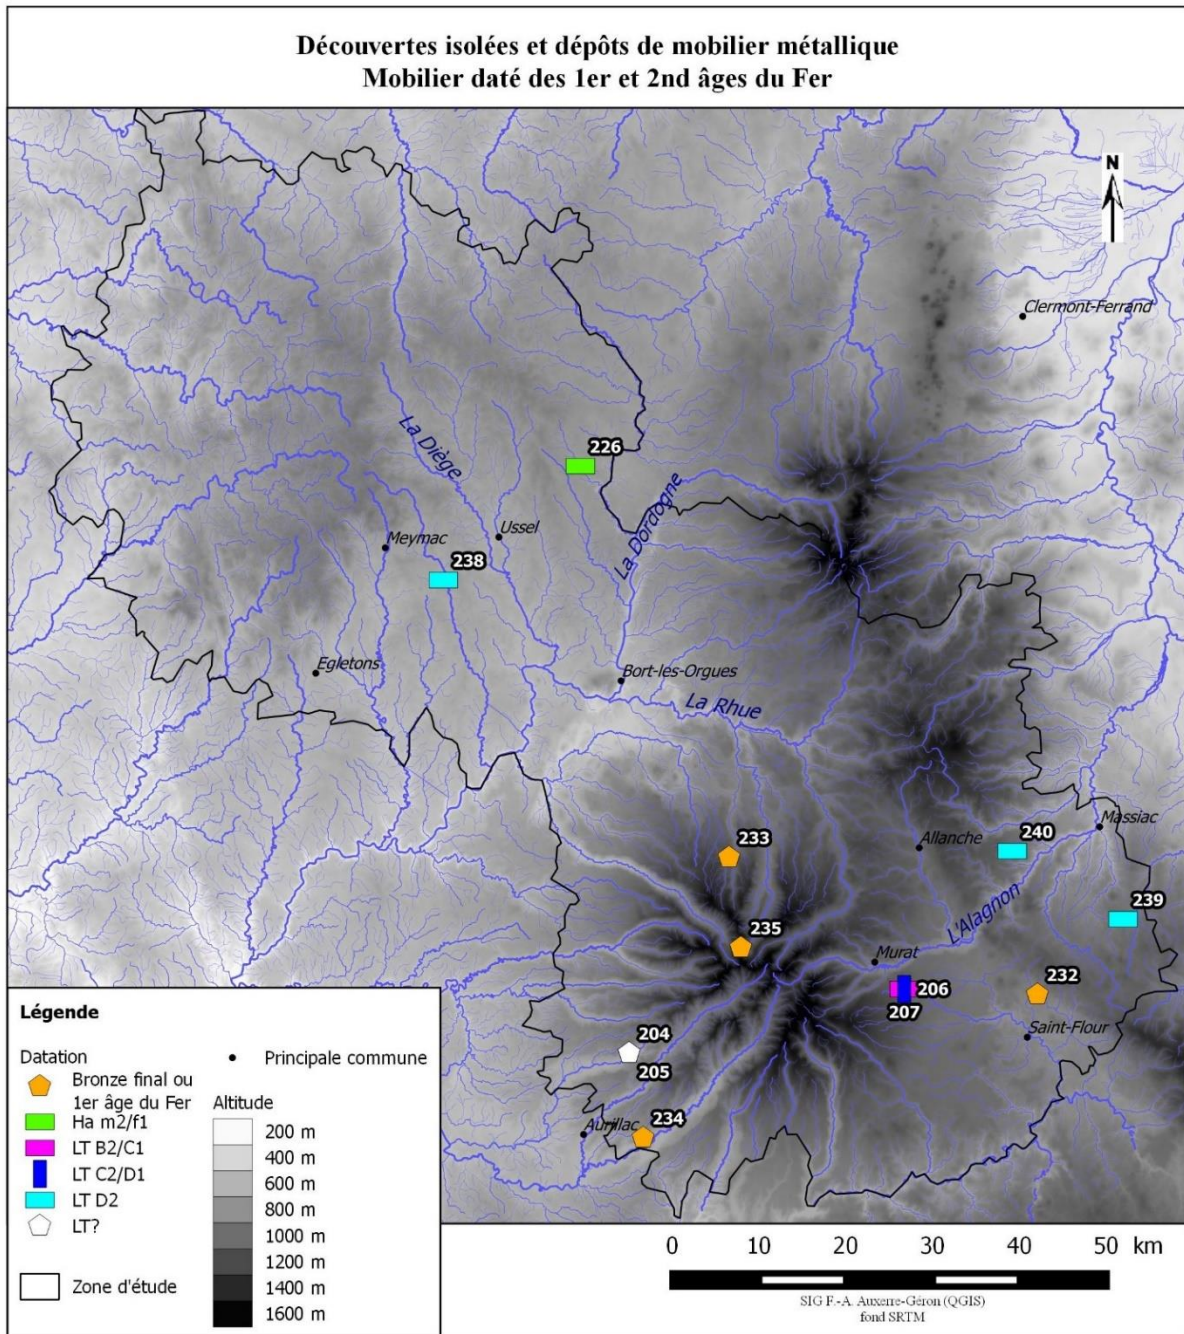 Découvertes isolées et dépôts de mobilier métallique
Mobilier daté des 1er et 2nd âges du Fer
N
Clermont-Ferrand
La Diège
226
La Dordogne
Ussel
Meymac
238
Egletons
Bort-les-Orgues
La Rhue
Massiac
240
Allanche
233
239
L'Alagnon
235
Murat
232
206
207
Saint-Flour
204
205
234
Aurillac
Légende
Datation
Bronze final ou
1er âge du Fer
Ha m2/f1
LT B2/C1
LT C2/D1
LT D2
LT?
Zone d'étude
Principale commune
Altitude
200 m
400 m
600 m
800 m
1000 m
1200 m
1400 m
1600 m
0 10 20 30 40 50 km
SIG F.-A. Auxerre-Géron (QGIS)
fond SRTM